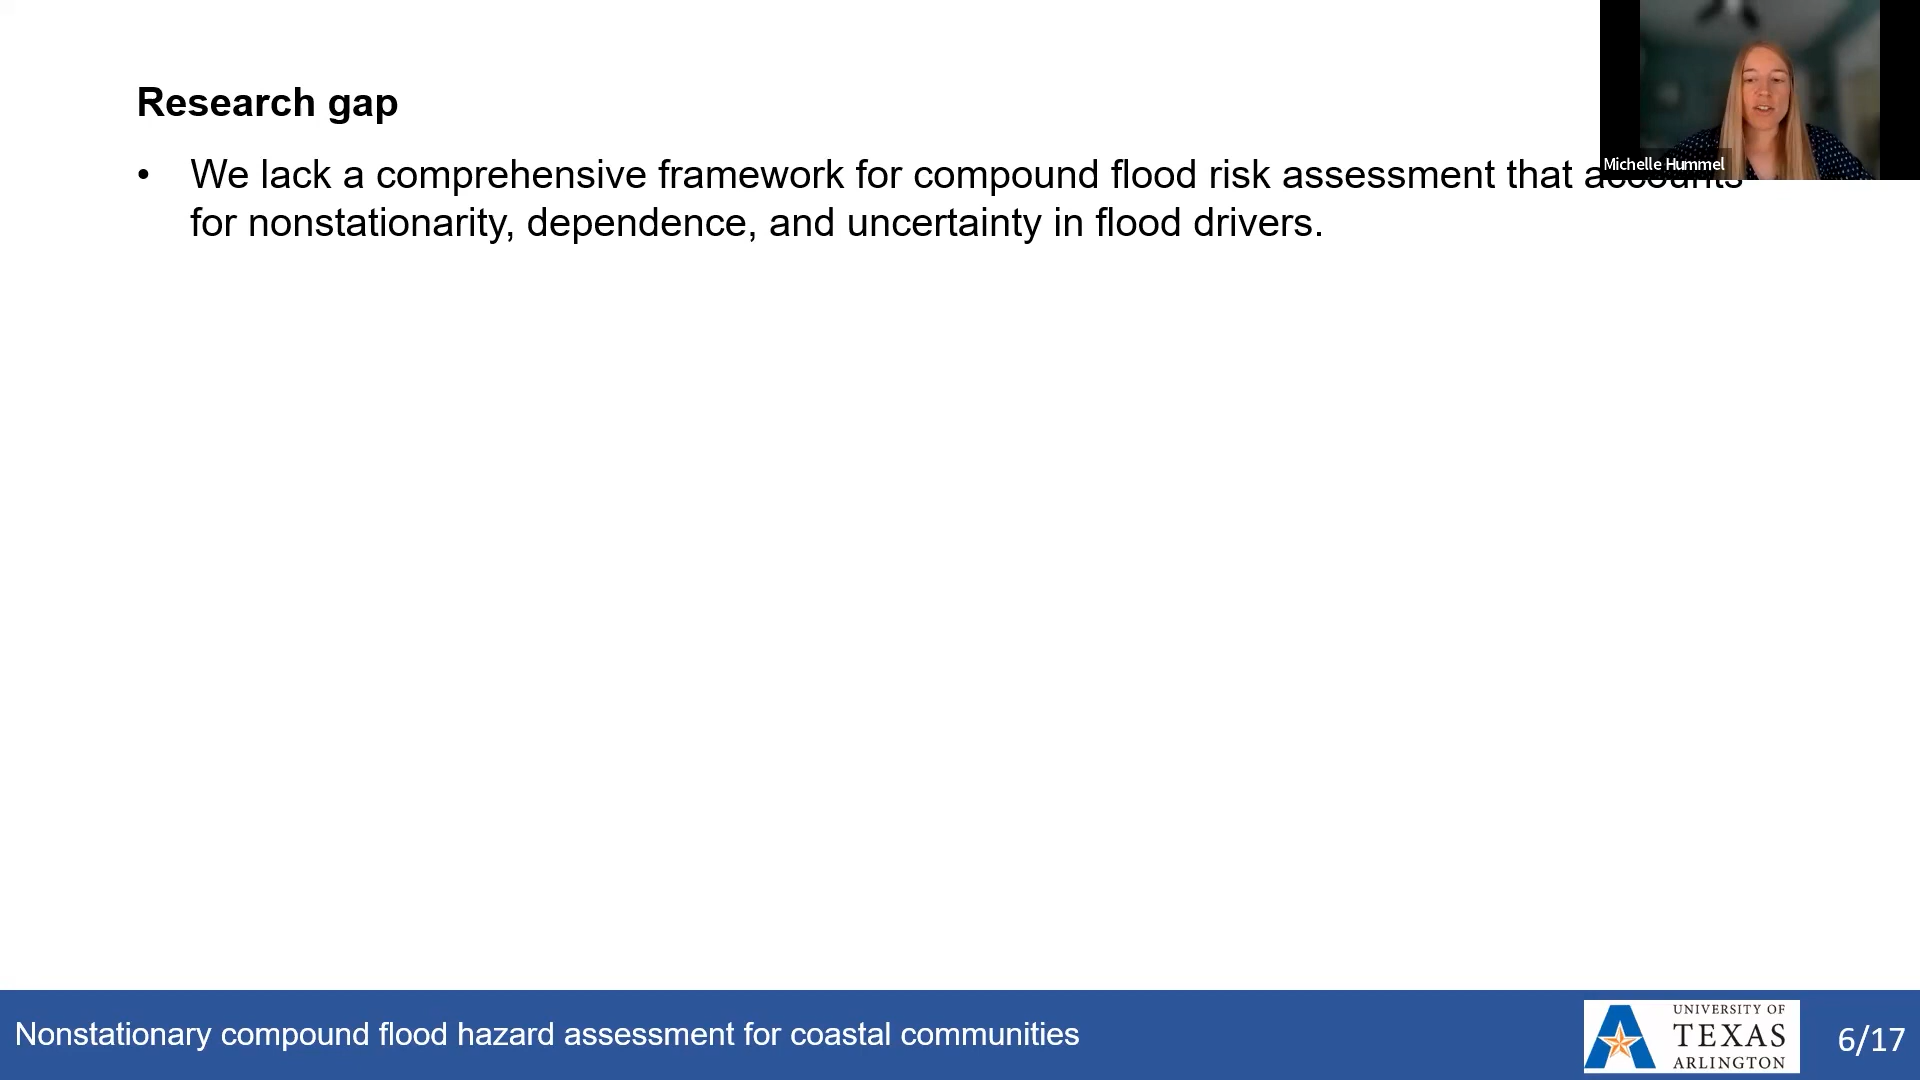 Research gap
• We lack a comprehensive framework for compound flood risk assessment that accounts
for nonstationarity, dependence, and uncertainty in flood drivers.
Michelle Hummel
Nonstationary compound flood hazard assessment for coastal communities
UNIVERSITY OF
TEXAS
ARLINGTON
6/17